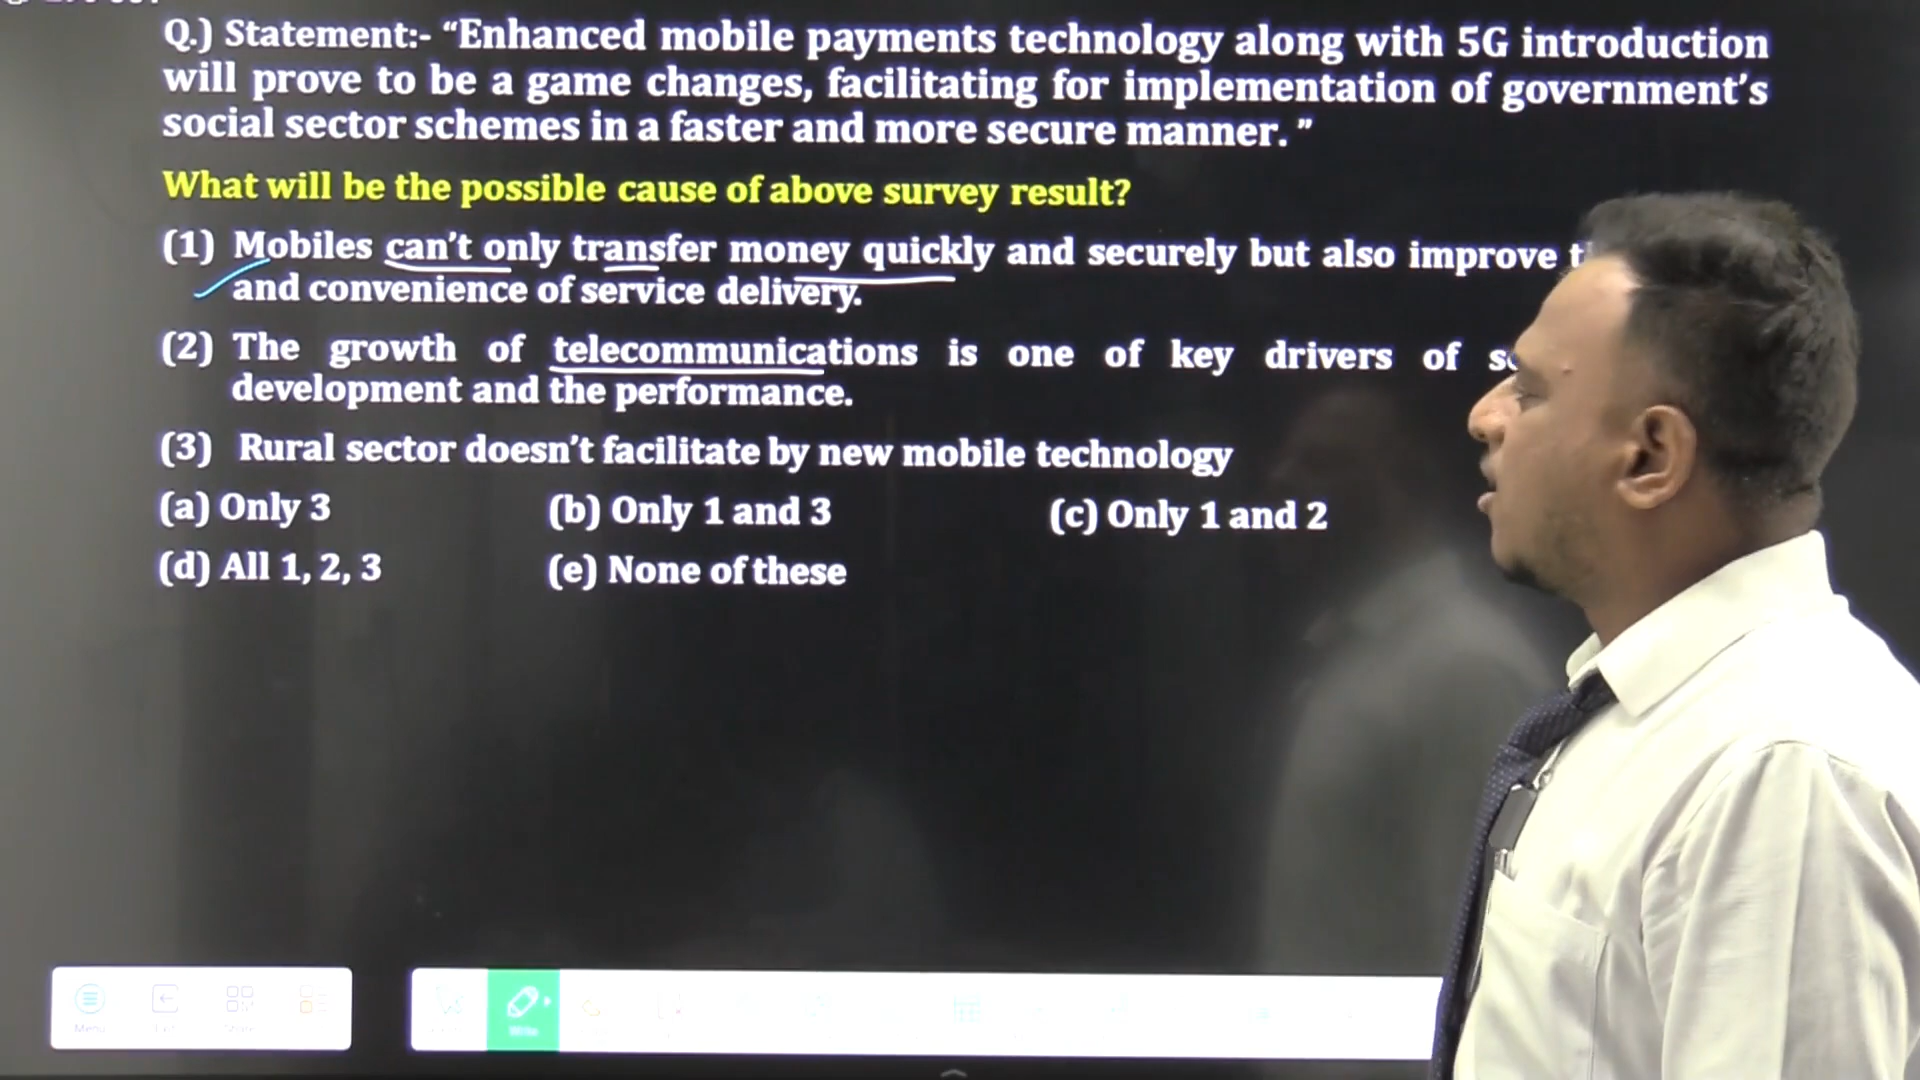 Q.) Statement:- “Enhanced mobile payments technology along with 5G introduction
will prove to be a game changes, facilitating for implementation of government’s
social sector schemes in a faster and more secure manner. ”
What will be the possible cause of above survey result?
(1) Mobiles can’t only transfer money quickly and securely but also improve
and convenience of service delivery.
(2) The growth of telecommunications is one of key drivers of
development and the performance.
(3) Rural sector doesn’t facilitate by new mobile technology
(a) Only 3 (b) Only 1 and 3 (c) Only 1 and 2
(d) All 1, 2, 3 (e) None of these
Menu